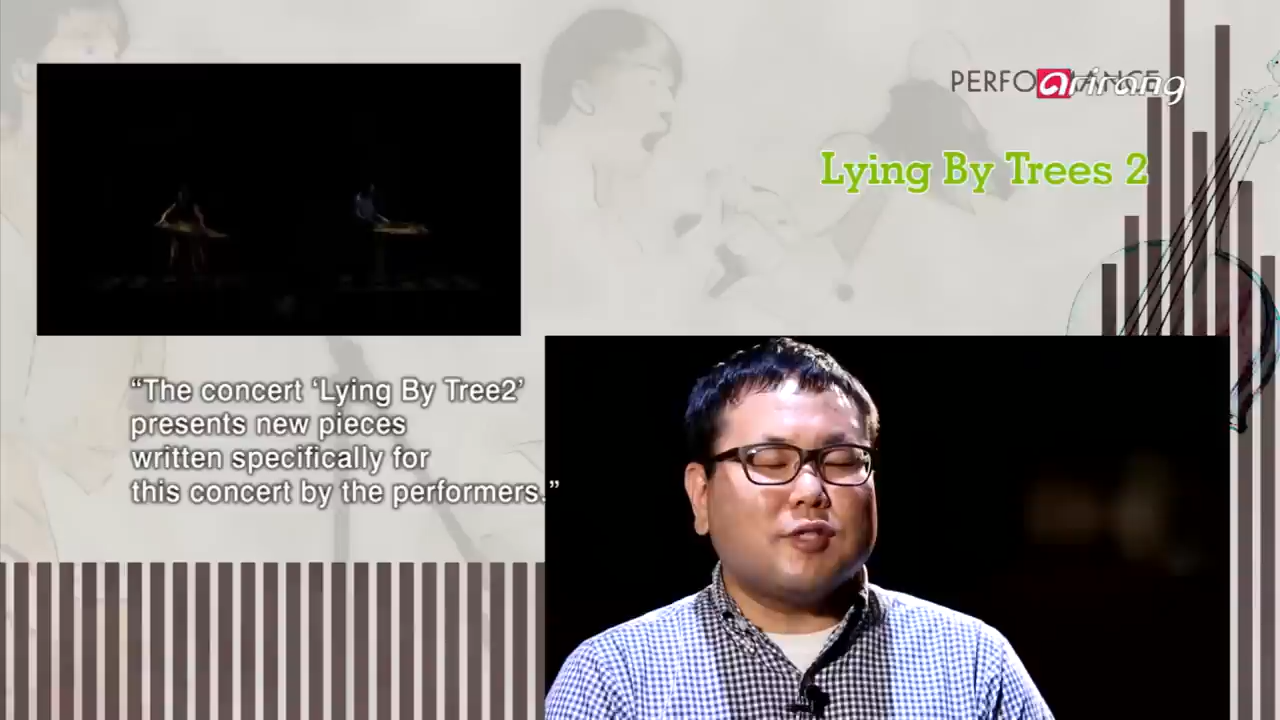 PERFO
arirang
Lying By Trees 2
“The concert ‘Lying By Tree2’
presents new pieces
written specifically for
this concert by the performers.”